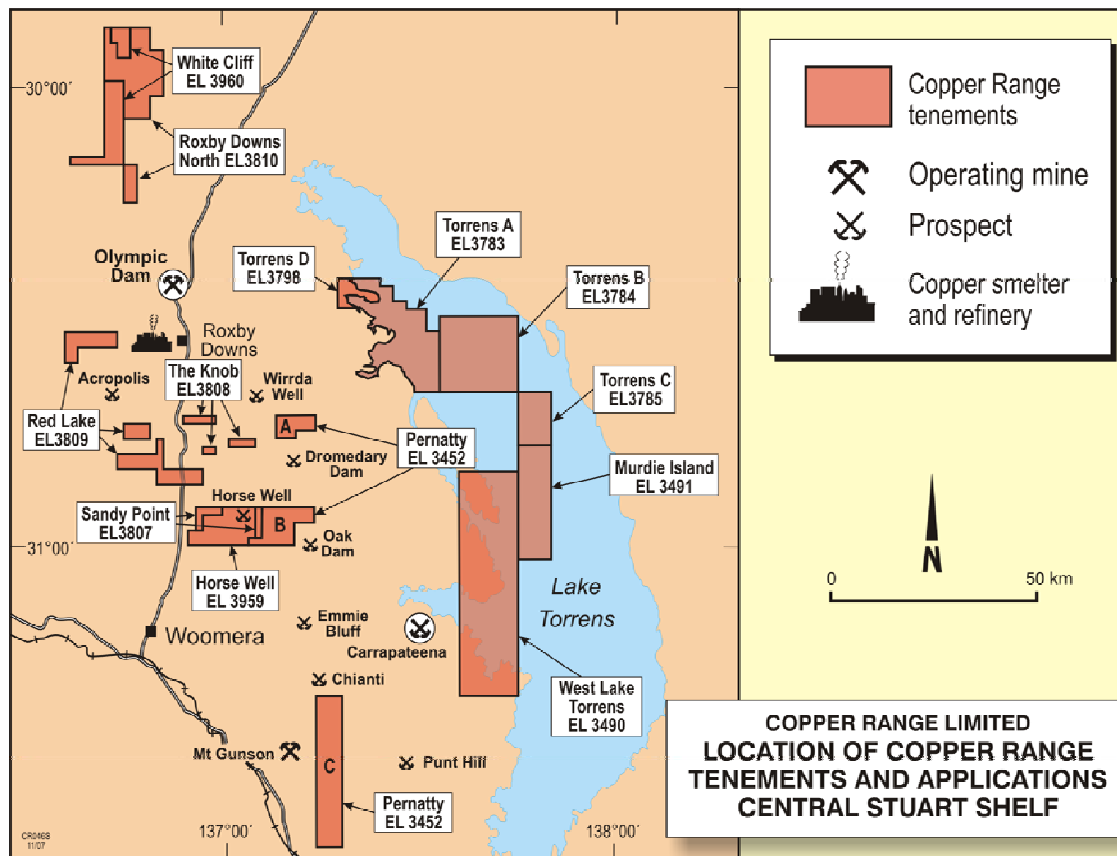 30°00′
White Cliff
EL 3960
Roxby Downs
North EL3810
Olympic
Dam
Torrens D
EL3798
Torrens A
EL3783
Torrens B
EL3784
Roxby
Downs
Acropolis
The Knob
EL3808
Wirrda
Well
Torrens C
EL3785
Red Lake
EL3809
A
Pernatty
EL 3452
Dromedary
Dam
Murdie Island
EL 3491
Sandy Point
EL3807
Horse Well
B
Oak
Dam
31°00′
Horse Well
EL 3959
Lake
Torrens
Emmie
Bluff
Carrapateena
Woomera
Chianti
West Lake
Torrens
EL 3490
Mt Gunson
C
Punt Hill
Pernatty
EL 3452
CR0468
11/07
137°00′
138°00′
Copper Range
tenements
Operating mine
Prospect
Copper smelter
and refinery
N
0
50 km
COPPER RANGE LIMITED
LOCATION OF COPPER RANGE
TENEMENTS AND APPLICATIONS
CENTRAL STUART SHELF